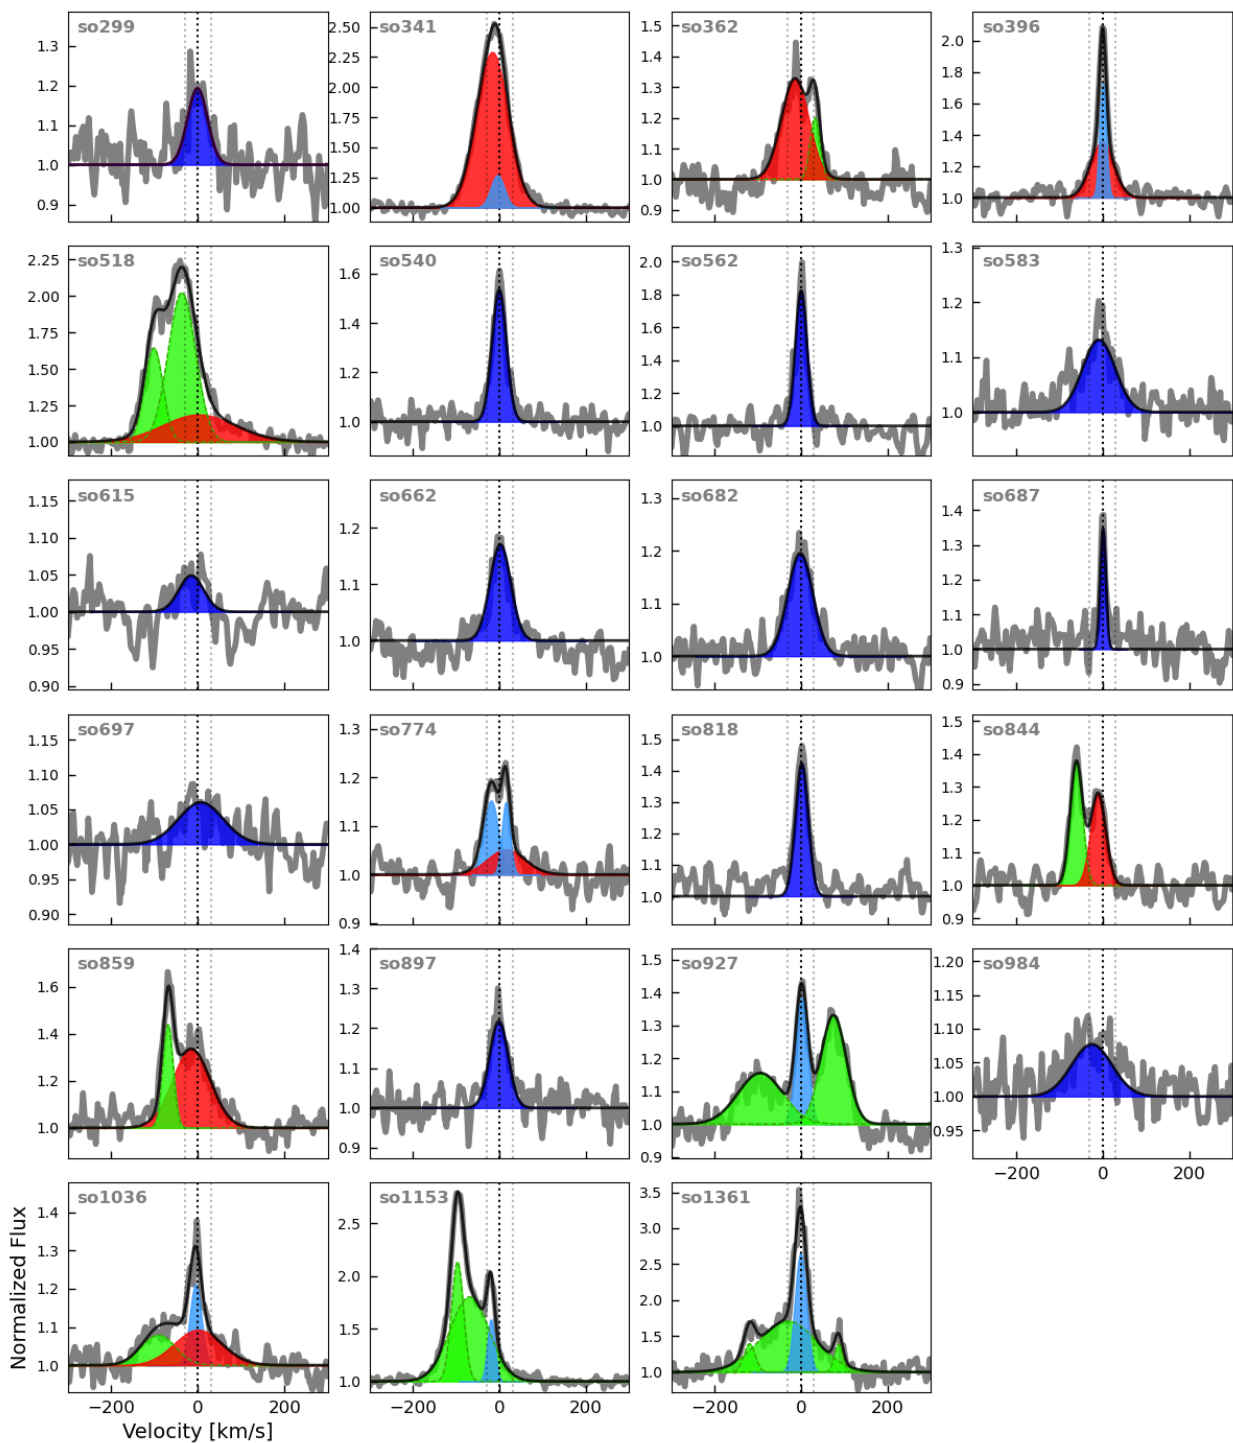 so299 so341 so362 so396
1.3 1.2 1.1 1.0 0.9
2.50 2.25 2.00 1.75 1.50 1.25 1.00
1.5 1.4 1.3 1.2 1.1 1.0 0.9
2.0 1.8 1.6 1.4 1.2 1.0
so518 so540 so562 so583
2.25 2.00 1.75 1.50 1.25 1.00
1.6 1.4 1.2 1.0
2.0 1.8 1.6 1.4 1.2 1.0
1.3 1.2 1.1 1.0
so615 so662 so682 so687
1.15 1.10 1.05 1.00 0.95 0.90
1.2 1.1 1.0
1.3 1.2 1.1 1.0
1.4 1.3 1.2 1.1 1.0 0.9
so697 so774 so818 so844
1.15 1.10 1.05 1.00 0.95 0.90
1.3 1.2 1.1 1.0 0.9
1.5 1.4 1.3 1.2 1.1 1.0
1.5 1.4 1.3 1.2 1.1 1.0 0.9
so859 so897 so927 so984
1.6 1.4 1.2 1.0
1.4 1.3 1.2 1.1 1.0 0.9
1.5 1.4 1.3 1.2 1.1 1.0 0.9
1.20 1.15 1.10 1.05 1.00 0.95
−200 0 200
so1036 so1153 so1361
1.4 1.3 1.2 1.1 1.0
2.5 2.0 1.5 1.0
3.5 3.0 2.5 2.0 1.5 1.0
Normalized Flux
−200 0 200 −200 0 200 −200 0 200
Velocity [km/s]